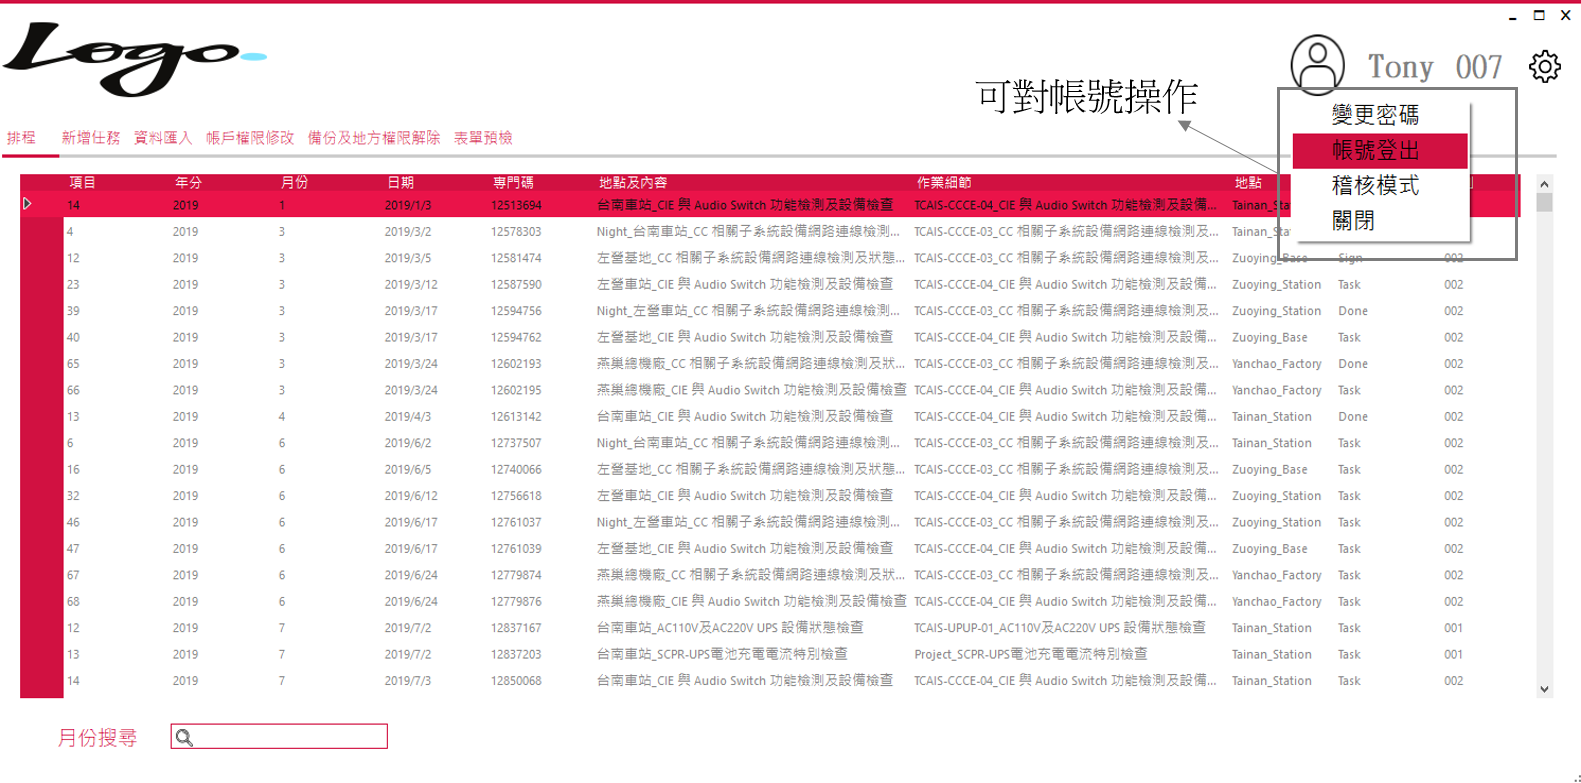 Logo
Tony 007
可對帳號操作
變更密碼
帳號登出
稽核模式
關閉
排程 新增任務 資料匯入 帳戶權限修改 備份及地方權限解除 表單預檢
項目 年分 月份 日期 專門碼 地點及內容 作業細節 地點
14 2019 1 2019/1/3 12513694 台南車站_CIE 與 Audio Switch 功能檢測及設備檢查 TCAIS-CCCE-04_CIE 與 Audio Switch 功能檢測及設備... Tainan_Sta
4 2019 3 2019/3/2 12578303 Night_台南車站_CC 相關子系統設備網路連線檢測... TCAIS-CCCE-03_CC 相關子系統設備網路連線檢測及... Tainan_Sta
12 2019 3 2019/3/5 12581474 左營基地_CC 相關子系統設備網路連線檢測及狀態... TCAIS-CCCE-03_CC 相關子系統設備網路連線檢測及... Zuoying_Base Sign 002
23 2019 3 2019/3/12 12587590 左營車站_CIE 與 Audio Switch 功能檢測及設備檢查 TCAIS-CCCE-04_CIE 與 Audio Switch 功能檢測及設備... Zuoying_Station Task 002
39 2019 3 2019/3/17 12594756 Night_左營車站_CC 相關子系統設備網路連線檢測... TCAIS-CCCE-03_CC 相關子系統設備網路連線檢測及... Zuoying_Station Done 002
40 2019 3 2019/3/17 12594762 左營基地_CIE 與 Audio Switch 功能檢測及設備檢查 TCAIS-CCCE-04_CIE 與 Audio Switch 功能檢測及設備... Zuoying_Base Task 002
65 2019 3 2019/3/24 12602193 燕巢總機廠_CC 相關子系統設備網路連線檢測及狀... TCAIS-CCCE-03_CC 相關子系統設備網路連線檢測及... Yanchao_Factory Done 002
66 2019 3 2019/3/24 12602195 燕巢總機廠_CIE 與 Audio Switch 功能檢測及設備檢查 TCAIS-CCCE-04_CIE 與 Audio Switch 功能檢測及設備... Yanchao_Factory Task 002
13 2019 4 2019/4/3 12613142 台南車站_CIE 與 Audio Switch 功能檢測及設備檢查 TCAIS-CCCE-04_CIE 與 Audio Switch 功能檢測及設備... Tainan_Station Done 002
6 2019 6 2019/6/2 12737507 Night_台南車站_CC 相關子系統設備網路連線檢測... TCAIS-CCCE-03_CC 相關子系統設備網路連線檢測及... Tainan_Station Task 002
16 2019 6 2019/6/5 12740066 左營基地_CC 相關子系統設備網路連線檢測及狀態... TCAIS-CCCE-03_CC 相關子系統設備網路連線檢測及... Zuoying_Base Task 002
32 2019 6 2019/6/12 12756618 左營車站_CIE 與 Audio Switch 功能檢測及設備檢查 TCAIS-CCCE-04_CIE 與 Audio Switch 功能檢測及設備... Zuoying_Station Task 002
46 2019 6 2019/6/17 12761037 Night_左營車站_CC 相關子系統設備網路連線檢測... TCAIS-CCCE-03_CC 相關子系統設備網路連線檢測及... Zuoying_Station Task 002
47 2019 6 2019/6/17 12761039 左營基地_CIE 與 Audio Switch 功能檢測及設備檢查 TCAIS-CCCE-04_CIE 與 Audio Switch 功能檢測及設備... Zuoying_Base Task 002
67 2019 6 2019/6/24 12779874 燕巢總機廠_CC 相關子系統設備網路連線檢測及狀... TCAIS-CCCE-03_CC 相關子系統設備網路連線檢測及... Yanchao_Factory Task 002
68 2019 6 2019/6/24 12779876 燕巢總機廠_CIE 與 Audio Switch 功能檢測及設備檢查 TCAIS-CCCE-04_CIE 與 Audio Switch 功能檢測及設備... Yanchao_Factory Task 002
12 2019 7 2019/7/2 12837167 台南車站_AC110V及AC220V UPS 設備狀態檢查 TCAIS-UPUP-01_AC110V及AC220V UPS 設備狀態檢查 Tainan_Station Task 001
13 2019 7 2019/7/2 12837203 台南車站_SCPR-UPS電池充電電流特別檢查 Project_SCPR-UPS電池充電電流特別檢查 Tainan_Station Task 001
14 2019 7 2019/7/3 12850068 台南車站_CIE 與 Audio Switch 功能檢測及設備檢查 TCAIS-CCCE-04_CIE 與 Audio Switch 功能檢測及設備... Tainan_Station Task 002
月份搜尋